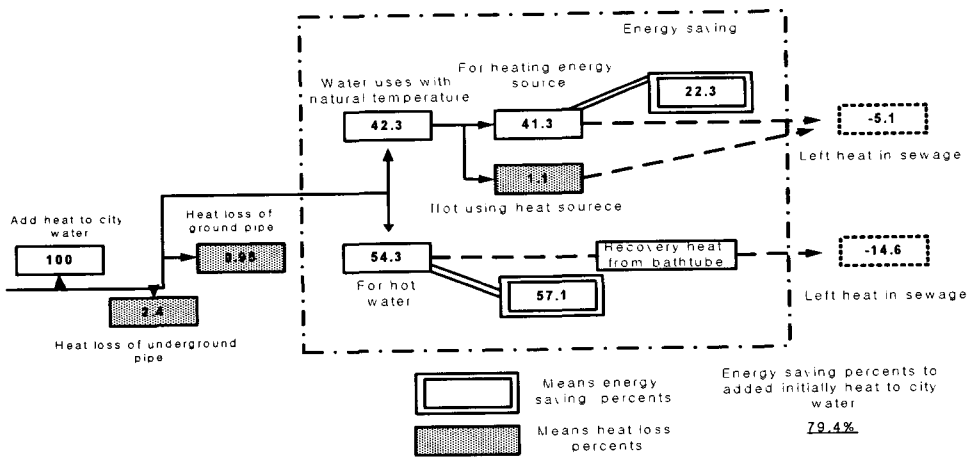 Energy saving
Water uses with
natural temperature
For heating energy
source
22.3
42.3
41.3
-5.1
Left heat in sewage
1.1
Not using heat sourece
Add heat to city
water
100
Heat loss of
ground pipe
0.95
54.3
For hot
water
Recovery heat
from bathtube
-14.6
Left heat in sewage
57.1
2.4
Heat loss of underground
pipe
Means energy
saving percents
Means heat loss
percents
Energy saving percents to
added initially heat to city
water
79.4%